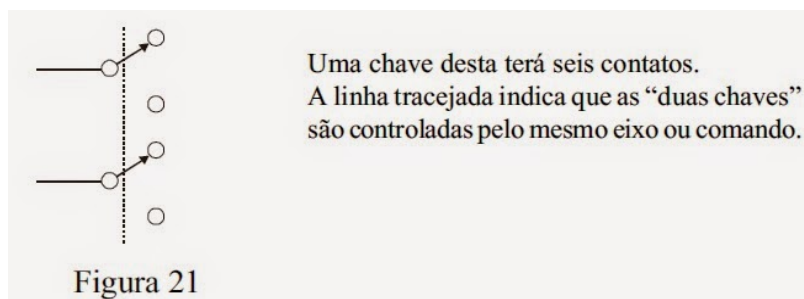 Uma chave desta terá seis contatos.
A linha tracejada indica que as “duas chaves”
são controladas pelo mesmo eixo ou comando.
Figura 21